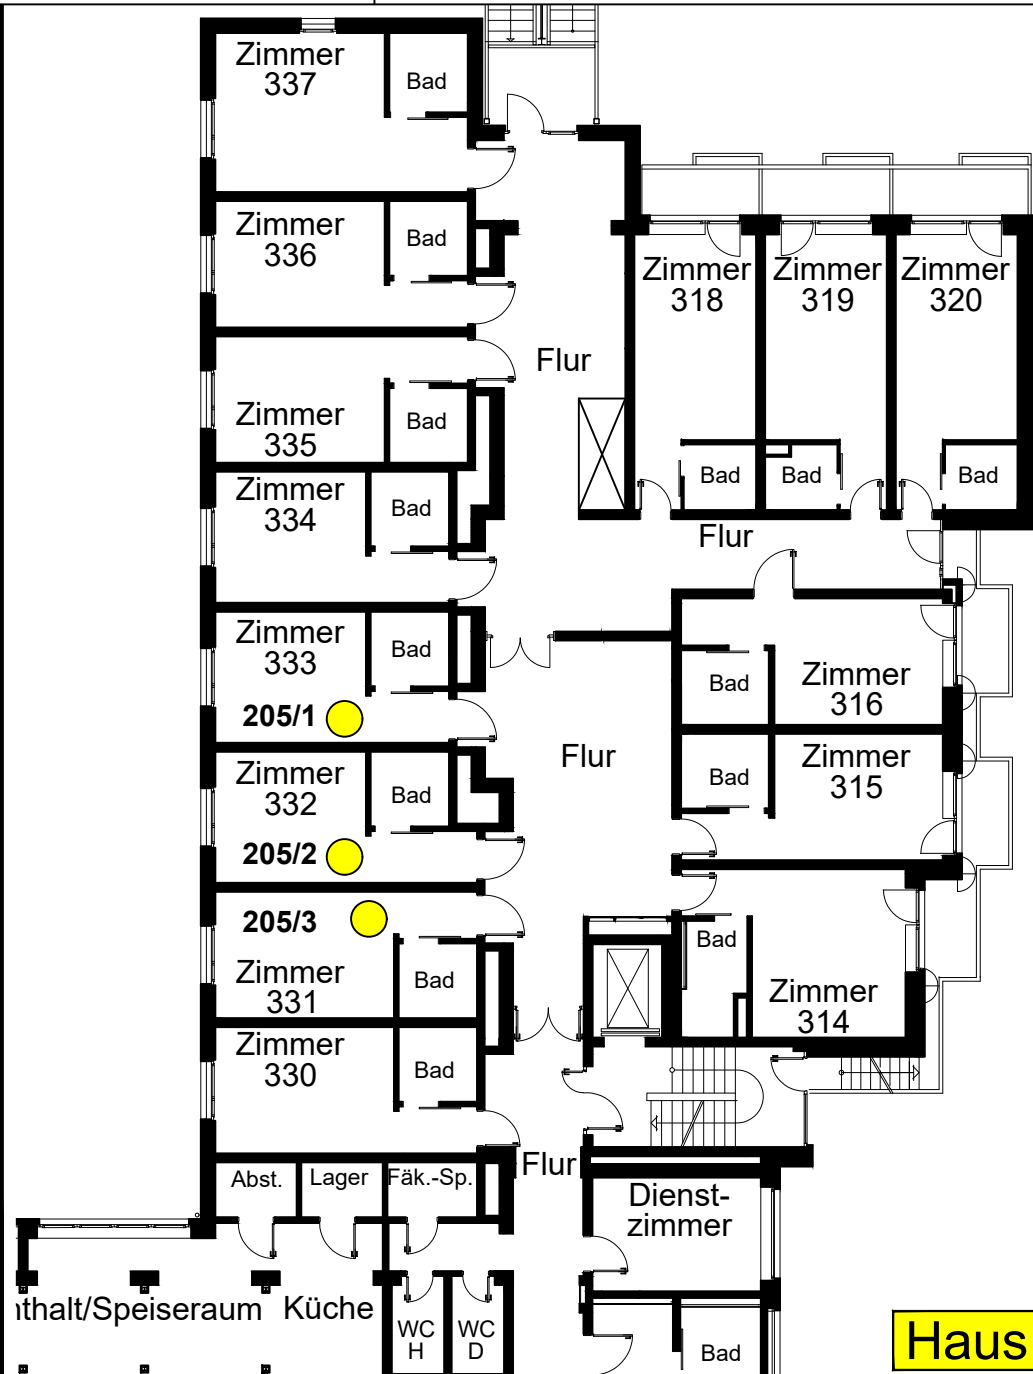 Zimmer
337
Bad
Zimmer
336
Bad
Flur
Zimmer
335
Bad
Zimmer
334
Bad
Zimmer
318
Bad
Zimmer
319
Bad
Zimmer
320
Bad
Flur
Zimmer
333
Bad
205/1
Zimmer
332
Bad
205/2
205/3
Zimmer
331
Bad
Zimmer
330
Bad
Flur
Zimmer
316
Bad
Zimmer
315
Bad
Bad
Zimmer
314
Flur
Abst.
Lager
Fäk.-Sp.
Dienst-
zimmer
nthalt/Speiseraum
Küche
WC
H
WC
D
Bad
Haus